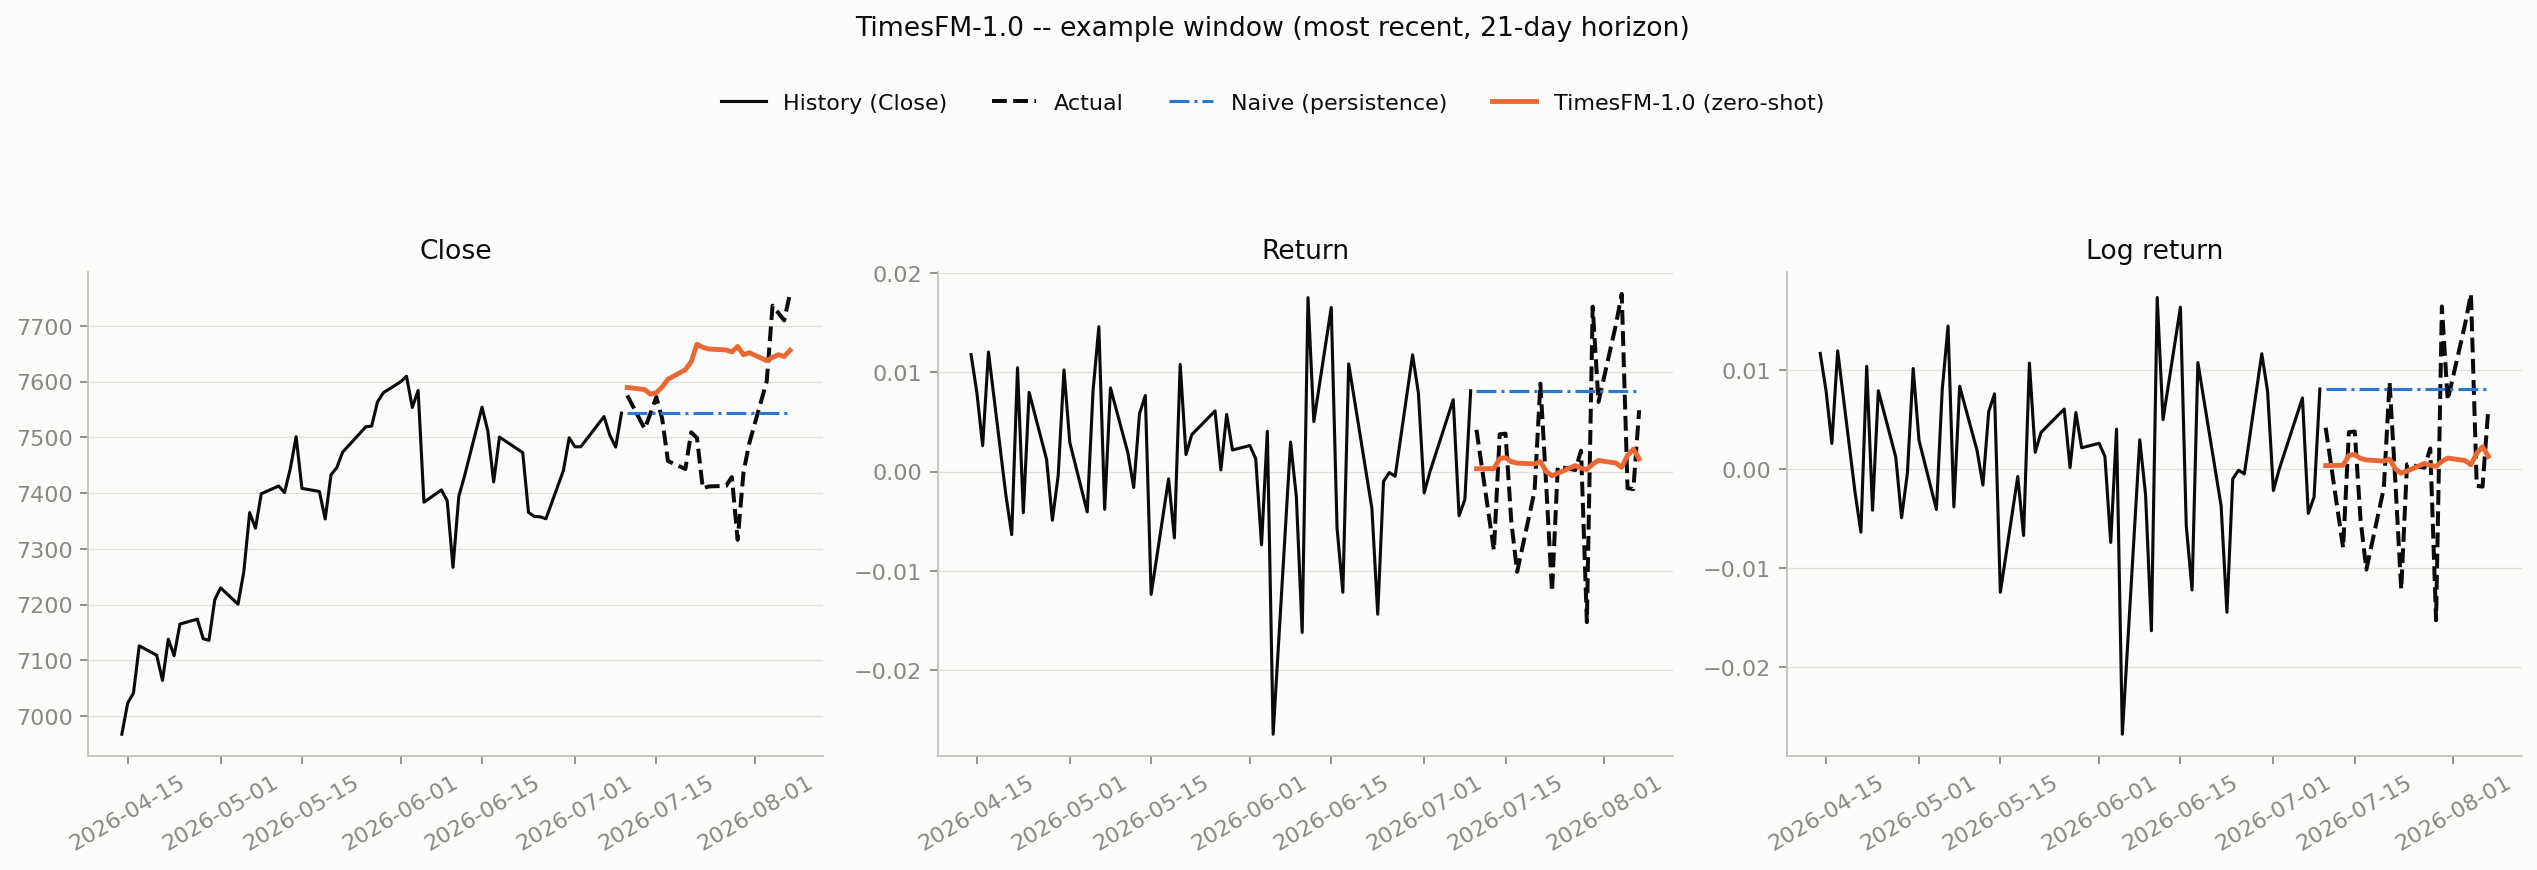 TimesFM-1.0 -- example window (most recent, 21-day horizon)
History (Close) Actual Naive (persistence) TimesFM-1.0 (zero-shot)
Close
7700
7600
7500
7400
7300
7200
7100
7000
2026-04-15 2026-05-01 2026-05-15 2026-06-01 2026-06-15 2026-07-01 2026-07-15 2026-08-01
Return
0.02
0.01
0.00
−0.01
−0.02
2026-04-15 2026-05-01 2026-05-15 2026-06-01 2026-06-15 2026-07-01 2026-07-15 2026-08-01
Log return
0.01
0.00
−0.01
−0.02
2026-04-15 2026-05-01 2026-05-15 2026-06-01 2026-06-15 2026-07-01 2026-07-15 2026-08-01